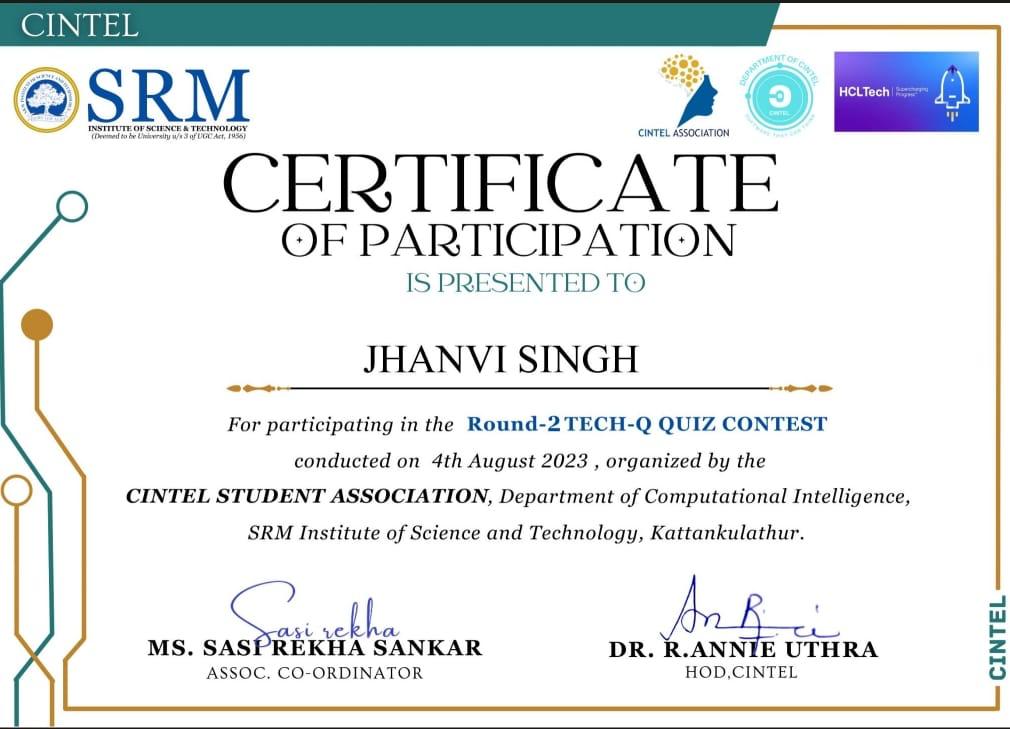 CINTEL
SRM
INSTITUTE OF SCIENCE & TECHNOLOGY
(Deemed to be University u/s 3 of UGC Act, 1956)
CINTEL ASSOCIATION
DEPARTMENT OF CINTEL
CINTEL
HCLTech | Supercharging Progress™
CERTIFICATE
OF PARTICIPATION
IS PRESENTED TO
JHANVI SINGH
For participating in the Round-2 TECH-Q QUIZ CONTEST
conducted on 4th August 2023 , organized by the
CINTEL STUDENT ASSOCIATION, Department of Computational Intelligence,
SRM Institute of Science and Technology, Kattankulathur.
Sasi rekha
MS. SASI REKHA SANKAR
ASSOC. CO-ORDINATOR
DR. R.ANNIE UTHRA
HOD,CINTEL
CINTEL